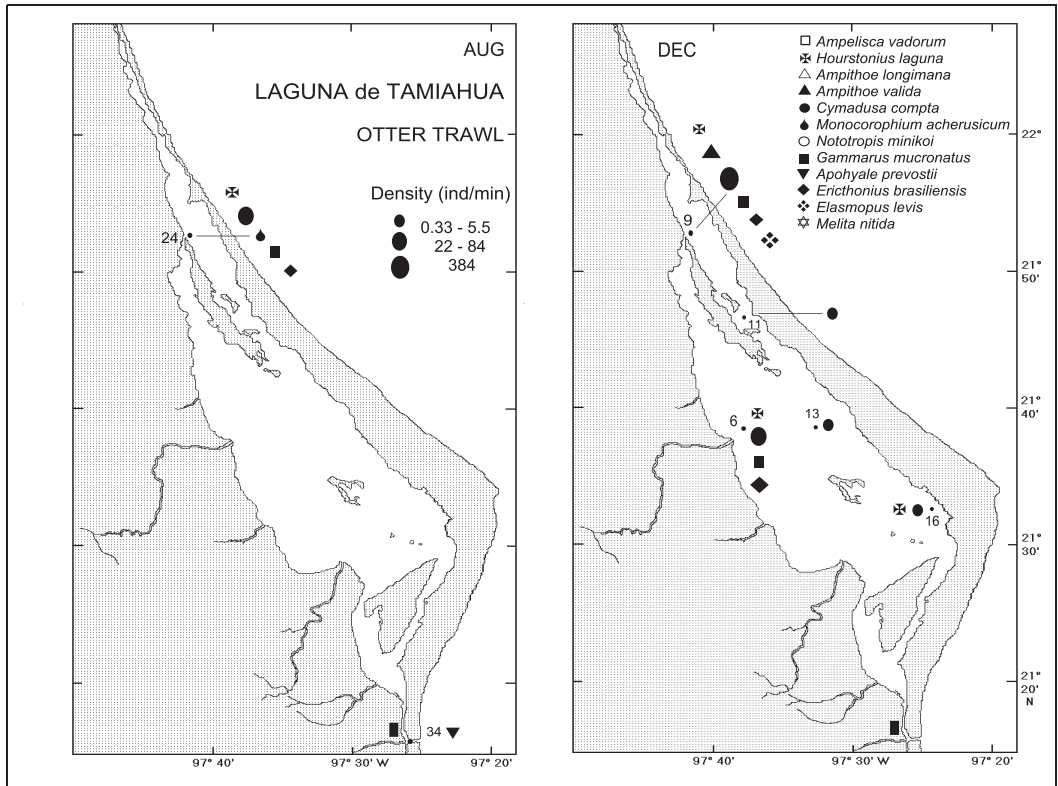 AUG
LAGUNA de TAMIAHUA
OTTER TRAWL
Density (ind/min)
0.33 - 5.5
22 - 84
384
24
34
97° 40'
97° 30' W
97° 20'
DEC
Ampelisca vadorum
Hourstonius laguna
Ampithoe longimana
Ampithoe valida
Cymadusa compta
Monocorophium acherusicum
Nototropis minikoi
Gammarus mucronatus
Apohyale prevostii
Ericthonius brasiliensis
Elasmopus levis
Melita nitida
9
11
6
13
16
22°
21°
50'
21°
40'
21°
30'
21°
20'
N
97° 40'
97° 30' W
97° 20'